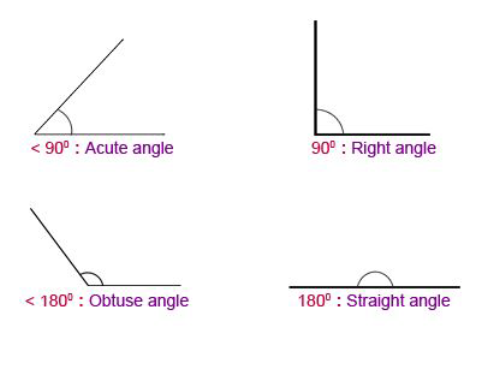 < 90⁰ : Acute angle
90⁰ : Right angle
< 180⁰ : Obtuse angle
180⁰ : Straight angle